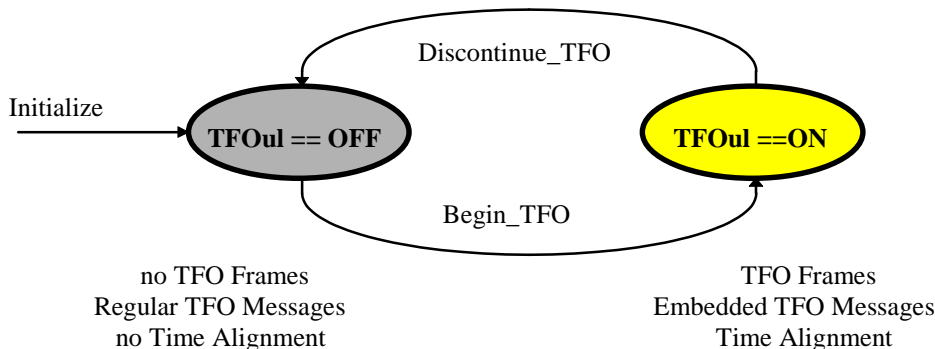 Discontinue_TFO
Initialize
TFOul == OFF
TFOul ==ON
Begin_TFO
no TFO Frames
Regular TFO Messages
no Time Alignment
TFO Frames
Embedded TFO Messages
Time Alignment